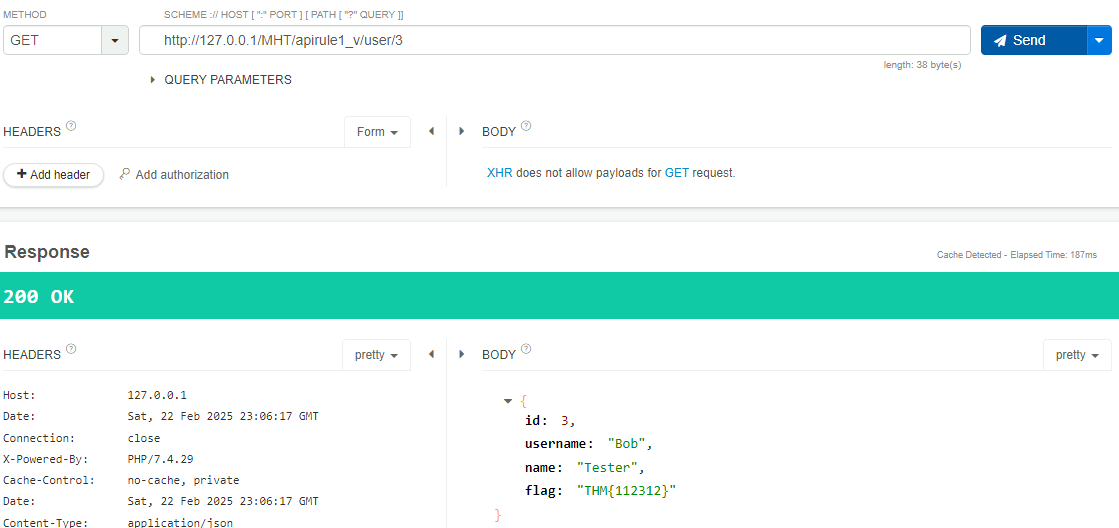 METHOD SCHEME :// HOST [ ":" PORT ] [ PATH [ "?" QUERY ]]
GET http://127.0.0.1/MHT/apirule1_v/user/3 Send
length: 38 byte(s)
QUERY PARAMETERS
HEADERS ? Form BODY ?
+ Add header Add authorization XHR does not allow payloads for GET request.
Response Cache Detected - Elapsed Time: 187ms
200 OK
HEADERS ? pretty BODY ? pretty
Host: 127.0.0.1
{
Date: Sat, 22 Feb 2025 23:06:17 GMT
id: 3,
Connection: close
username: "Bob",
X-Powered-By: PHP/7.4.29
name: "Tester",
Cache-Control: no-cache, private
flag: "THM{112312}"
Date: Sat, 22 Feb 2025 23:06:17 GMT
}
Content-Type: application/json